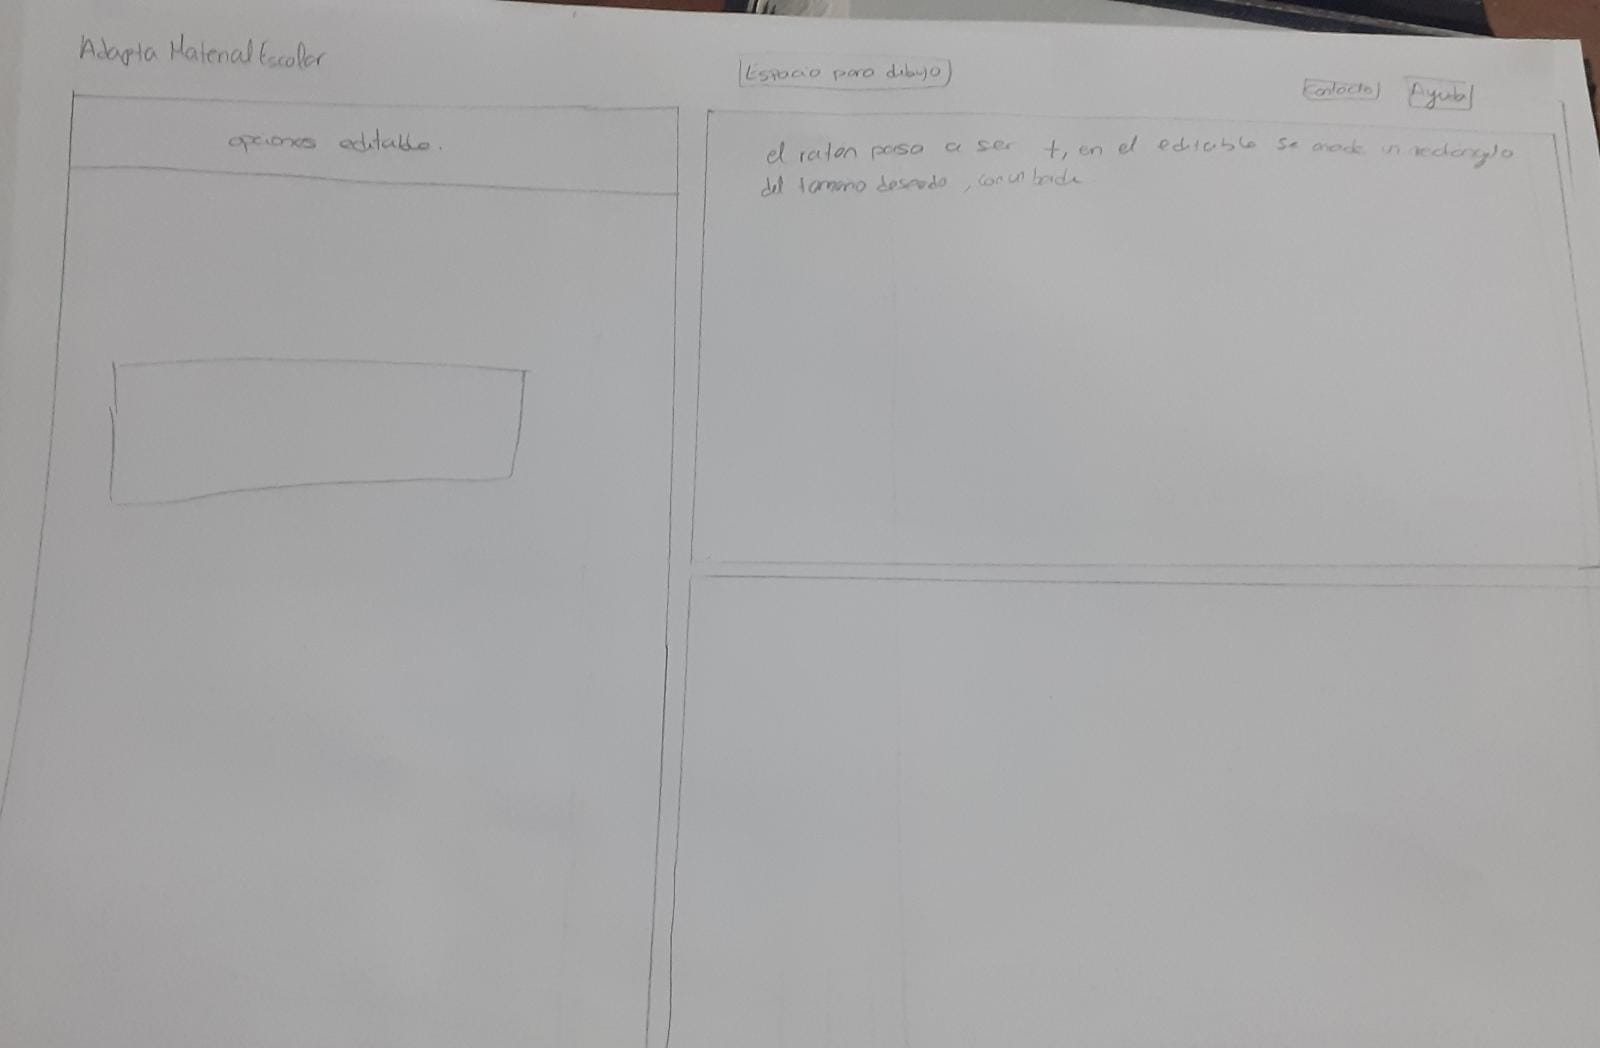 Adapta Material Escolar
Espacio para dibujo
Contacto
Ayuda
opciones editable.
el raton pasa a ser +, en el editable se añade un rectangulo
del tamaño deseado, con un borde